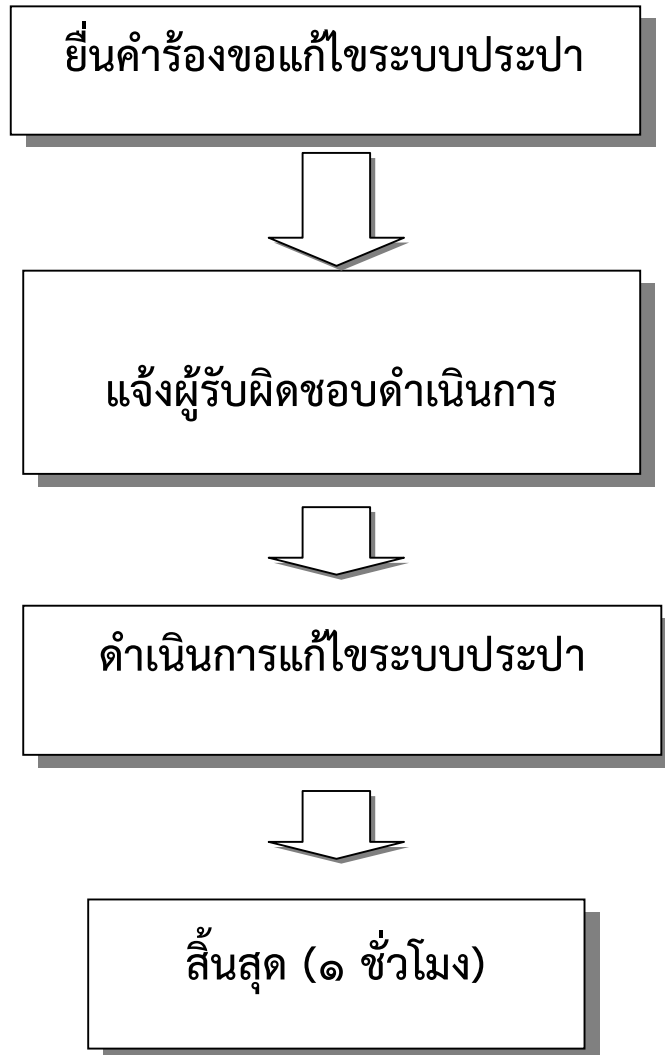 ยื่นคำร้องขอแก้ไขระบบประปา
แจ้งผู้รับผิดชอบดำเนินการ
ดำเนินการแก้ไขระบบประปา
สิ้นสุด (๑ ชั่วโมง)